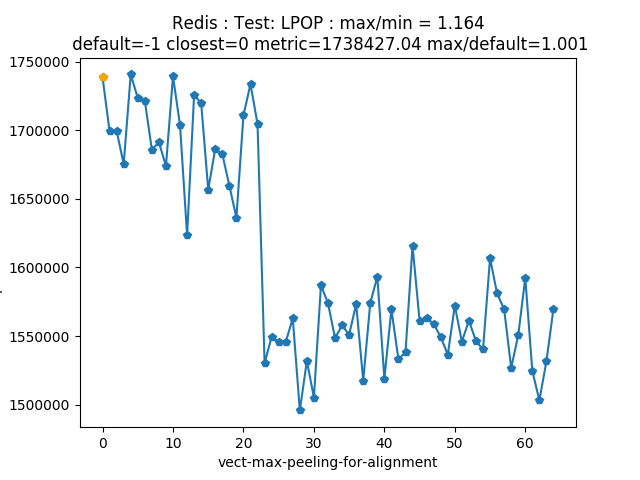 Redis : Test: LPOP : max/min = 1.164
default=-1 closest=0 metric=1738427.04 max/default=1.001
1750000
1700000
1650000
1600000
1550000
1500000
0 10 20 30 40 50 60
vect-max-peeling-for-alignment